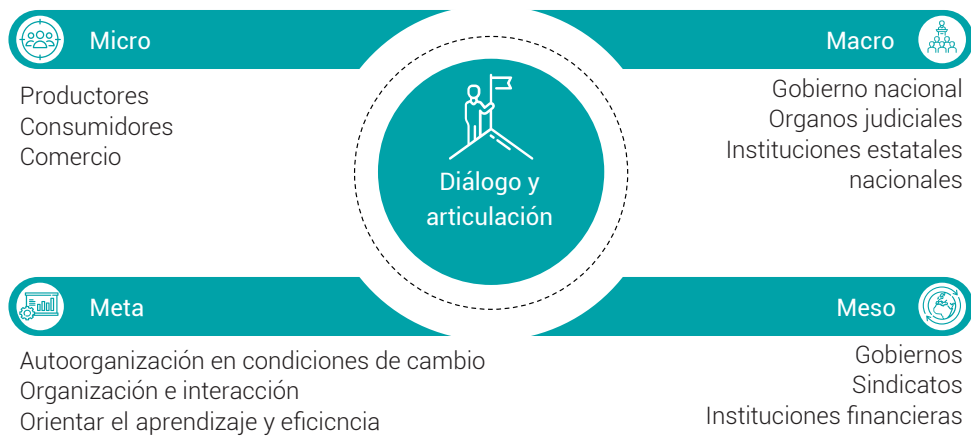 Micro
Productores
Consumidores
Comercio
Macro
Gobierno nacional
Organos judiciales
Instituciones estatales
nacionales
Diálogo y
articulación
Meta
Autoorganización en condiciones de cambio
Organización e interacción
Orientar el aprendizaje y eficicncia
Meso
Gobiernos
Sindicatos
Instituciones financieras